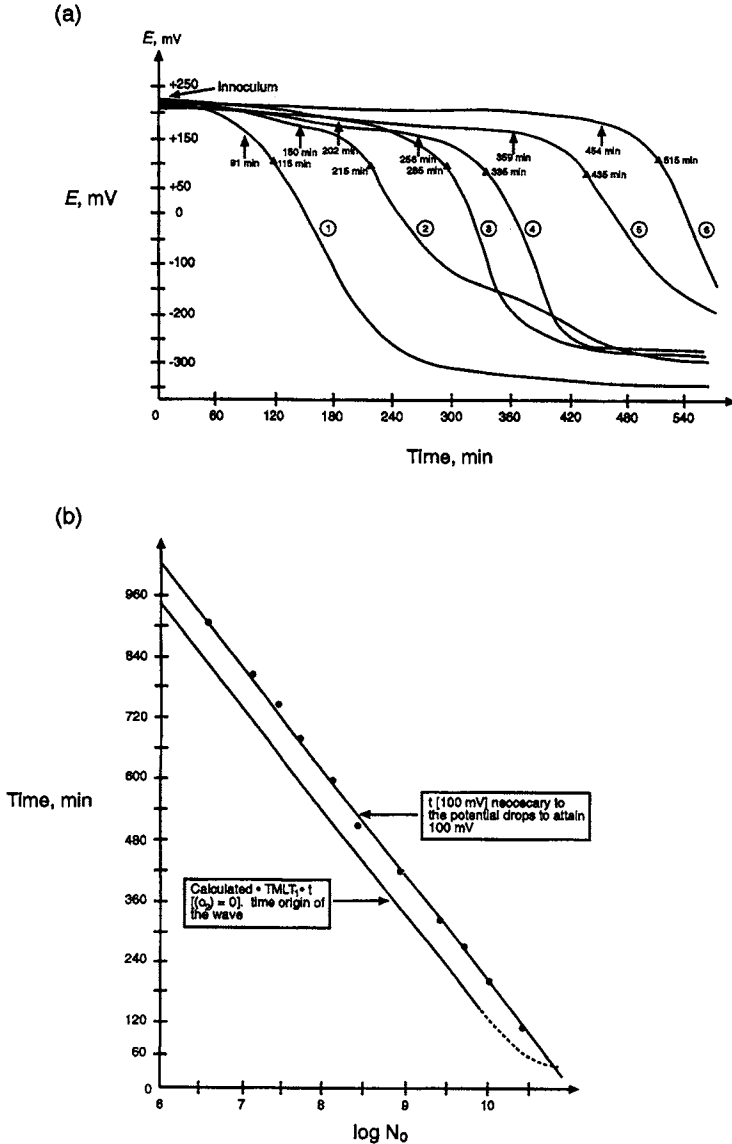 (a)
E, mV
+250
Innoculum
+150
+50
E, mV
0
-100
-200
-300
91 min
115 min
150 min
202 min
215 min
258 min
285 min
335 min
359 min
435 min
454 min
515 min
1
2
3
4
5
6
0
60
120
180
240
300
360
420
480
540
Time, min
(b)
960
840
720
600
Time, min
480
360
240
120
60
0
t [100 mV] neccecary to
the potential drops to attain
100 mV
Calculated • TMLT₁ • t
[(o₂) = 0]. time origin of
the wave
6
7
8
9
10
log N₀